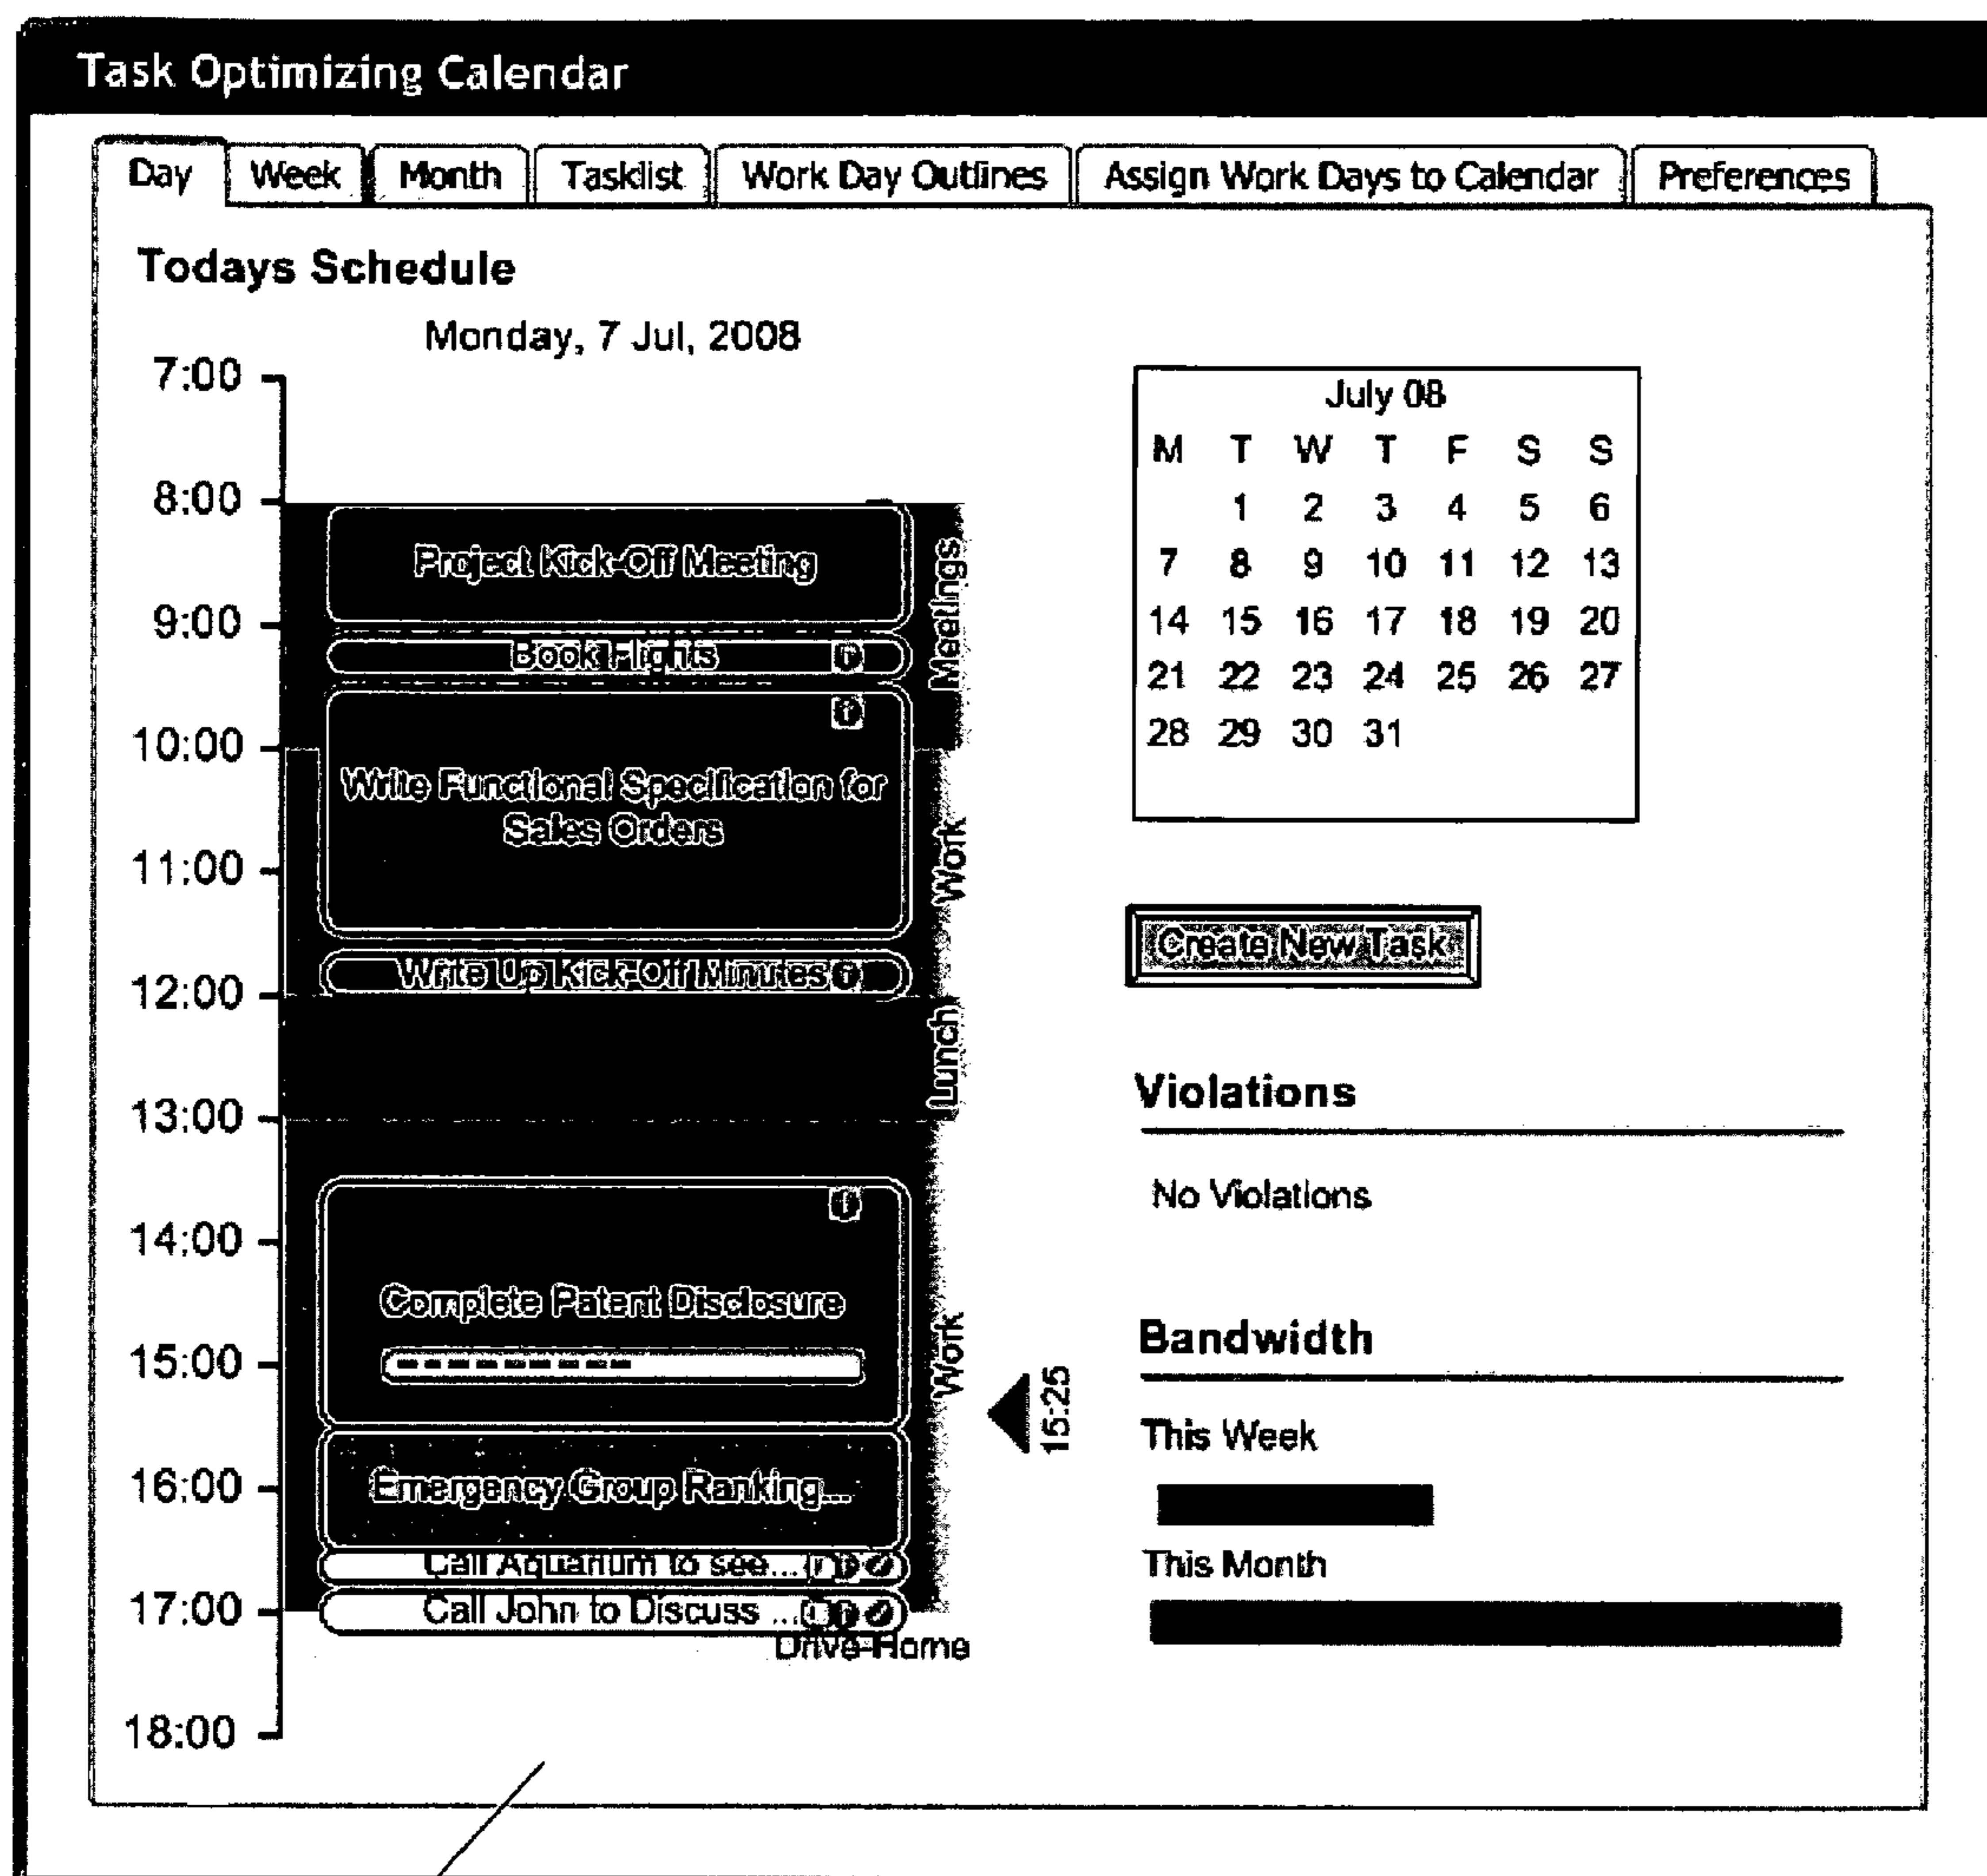 Task Optimizing Calendar
Day Week Month Tasklist Work Day Outlines Assign Work Days to Calendar Preferences
Todays Schedule
Monday, 7 Jul, 2008
7:00
8:00
Project Kick-Off Meeting
Meetings
9:00
Book Flights
10:00
Write Functional Specification for
Sales Orders
Work
11:00
Write Up Kick-Off Minutes
12:00
Lunch
13:00
14:00
Complete Patent Disclosure
Work
15:00
15:25
16:00
Emergency Group Ranking...
Call Aquarium to see...
17:00
Call John to Discuss ...
Drive-Home
18:00
July 08
M T W T F S S
1 2 3 4 5 6
7 8 9 10 11 12 13
14 15 16 17 18 19 20
21 22 23 24 25 26 27
28 29 30 31
Create New Task
Violations
No Violations
Bandwidth
This Week
This Month